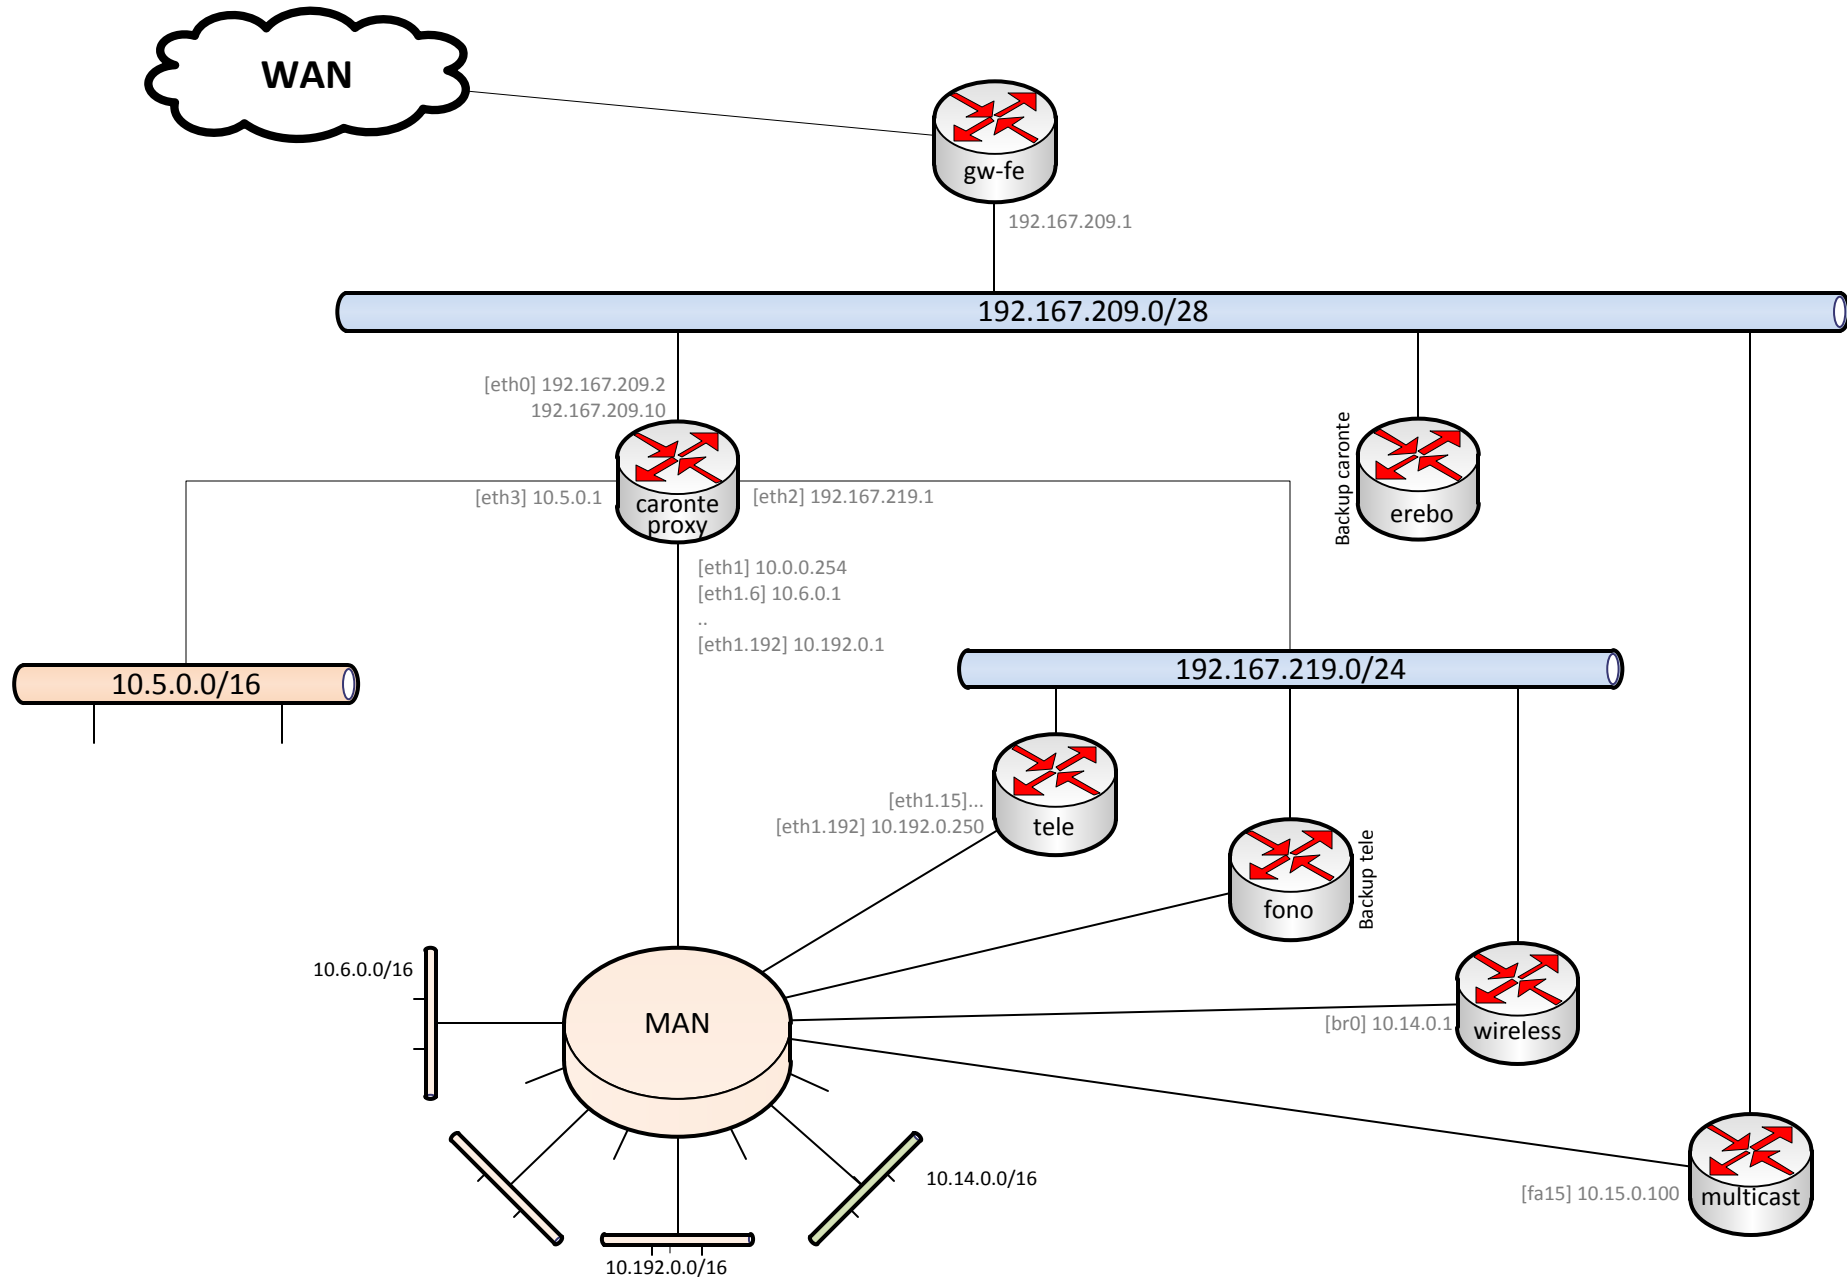 WAN
gw-fe
192.167.209.1
192.167.209.0/28
[eth0] 192.167.209.2
192.167.209.10
caronte
proxy
[eth3] 10.5.0.1
[eth2] 192.167.219.1
Backup caronte
erebo
[eth1] 10.0.0.254
[eth1.6] 10.6.0.1
..
[eth1.192] 10.192.0.1
10.5.0.0/16
192.167.219.0/24
[eth1.15]...
[eth1.192] 10.192.0.250
tele
fono
Backup tele
10.6.0.0/16
MAN
[br0] 10.14.0.1
wireless
10.14.0.0/16
[fa15] 10.15.0.100
multicast
10.192.0.0/16